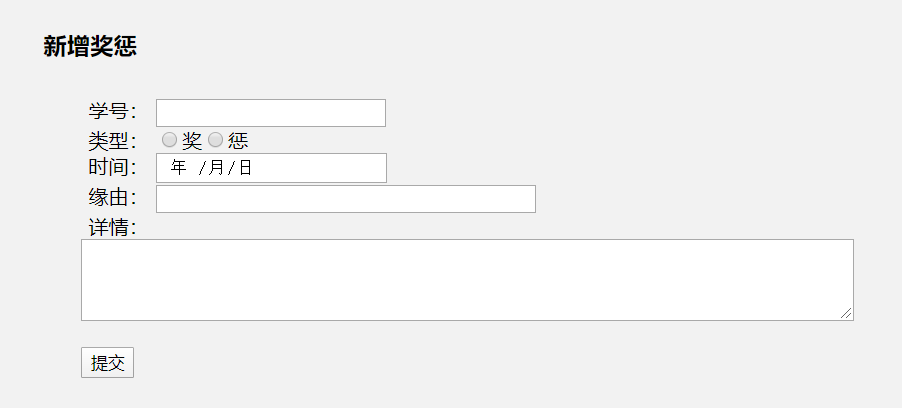 新增奖惩
学号：
类型： 奖 惩
时间： 年 /月/日
缘由：
详情：
提交